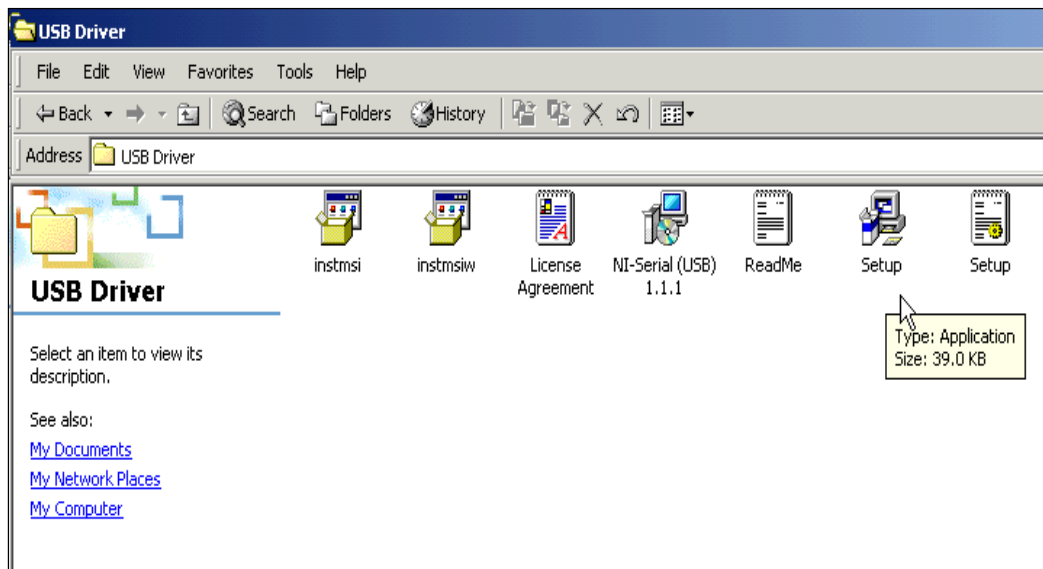 USB Driver
File Edit View Favorites Tools Help
Back Search Folders History
Address USB Driver
instmsi
instmsiw
License
Agreement
NI-Serial (USB)
1.1.1
ReadMe
Setup
Setup
Type: Application
Size: 39.0 KB
USB Driver
Select an item to view its
description.
See also:
My Documents
My Network Places
My Computer